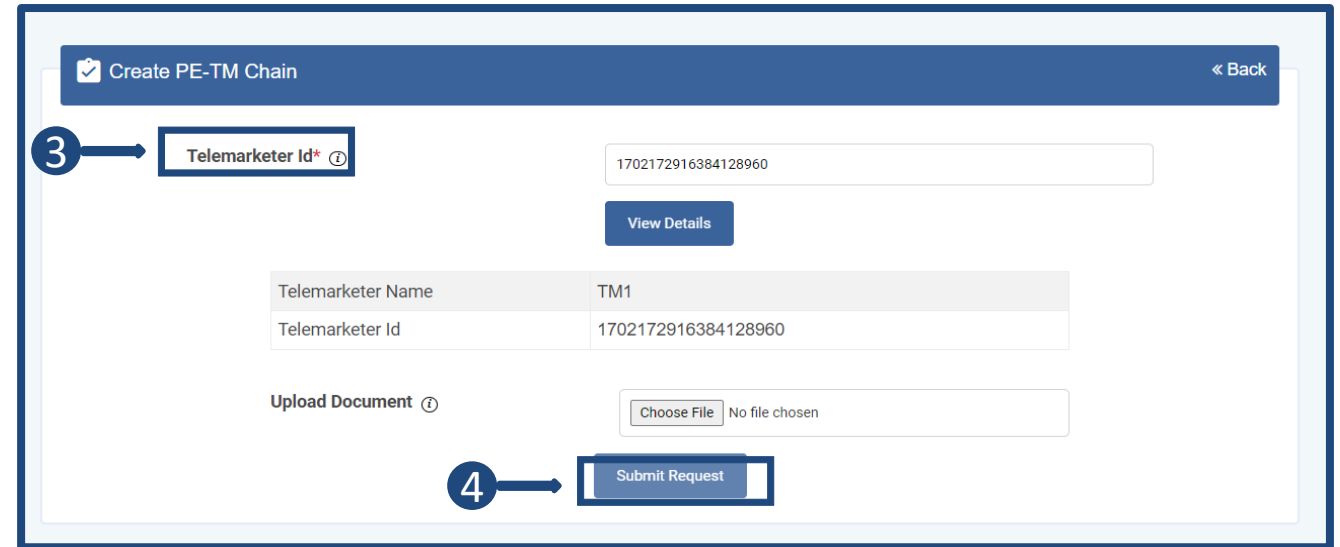 Create PE-TM Chain
« Back
3
Telemarketer Id* i
1702172916384128960
View Details
Telemarketer Name TM1
Telemarketer Id 1702172916384128960
Upload Document i
Choose File No file chosen
4
Submit Request